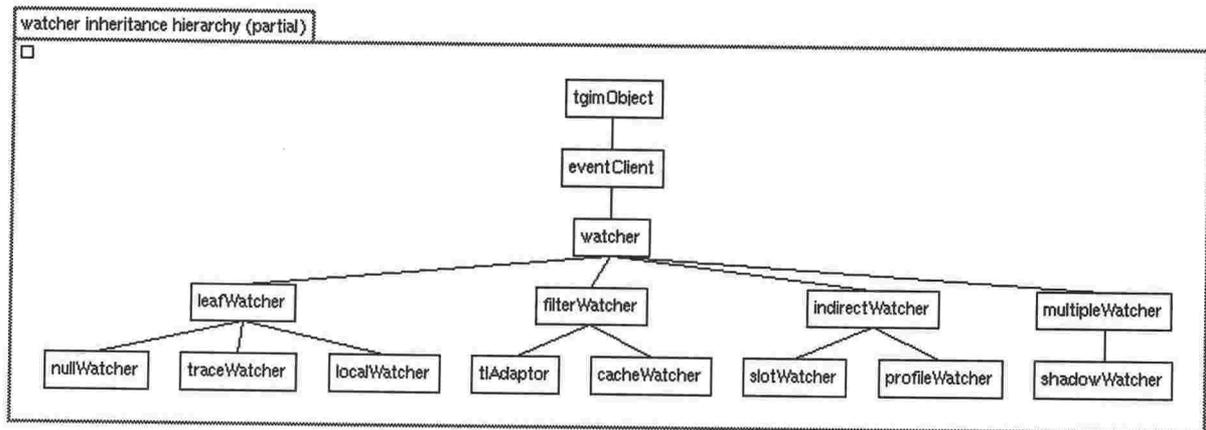 watcher inheritance hierarchy (partial)
tgimObject
eventClient
watcher
leafWatcher
filterWatcher
indirectWatcher
multipleWatcher
nullWatcher
traceWatcher
localWatcher
tlAdaptor
cacheWatcher
slotWatcher
profileWatcher
shadowWatcher